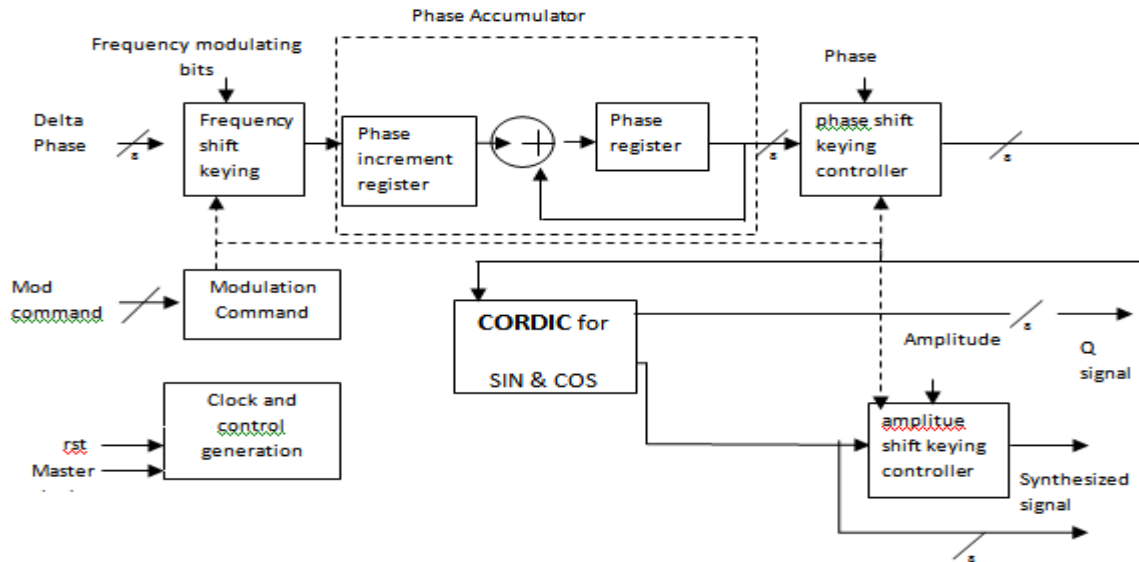 Phase Accumulator
Frequency modulating
bits
Phase
Delta
Phase
s
Frequency
shift
keying
Phase
increment
register
+
Phase
register
s
phase shift
keying
controller
s
Mod
command
Modulation
Command
CORDIC for
SIN & COS
s
Amplitude
Q
signal
Clock and
control
generation
rst
Master
amplitue
shift keying
controller
Synthesized
signal
s